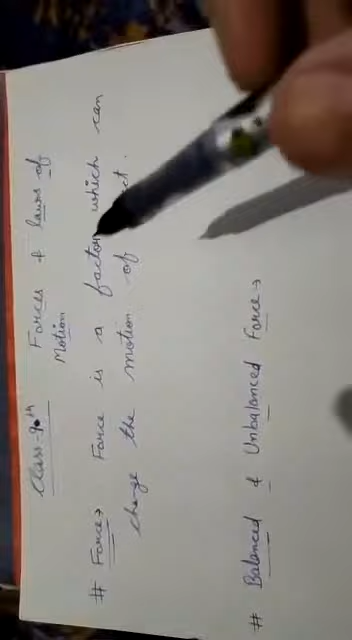 Class-9th Forces & laws of
Motion
# Force→ Force is a factor which can
change the motion of
# Balanced & Unbalanced Force→